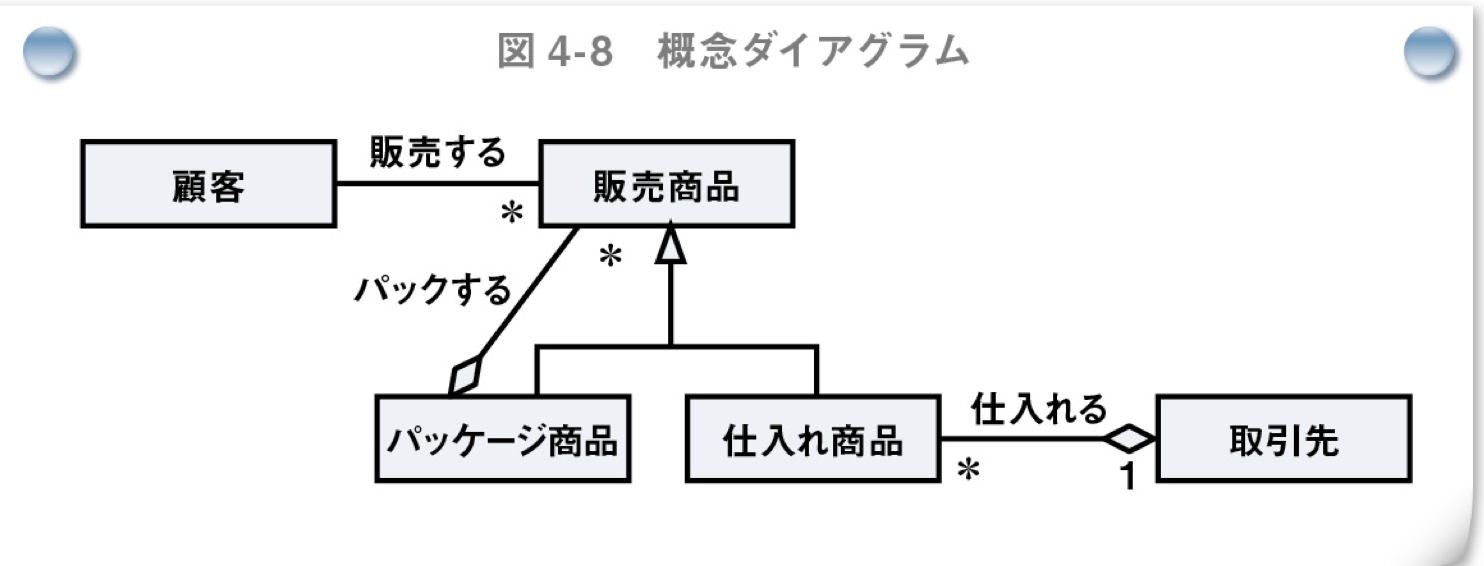 図 4-8　概念ダイアグラム
顧客
販売する
*
販売商品
*
パックする
パッケージ商品
仕入れ商品
仕入れる
*
1
取引先